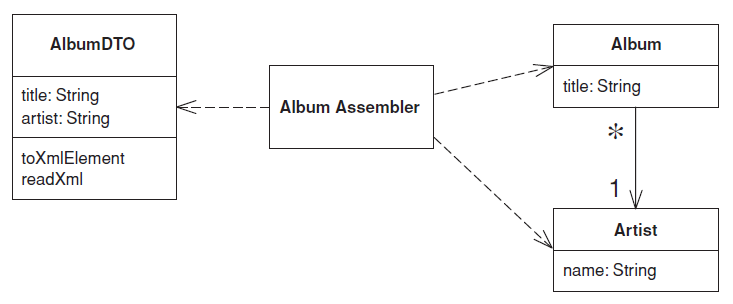 AlbumDTO
title: String
artist: String
toXmlElement
readXml
Album Assembler
Album
title: String
*
1
Artist
name: String